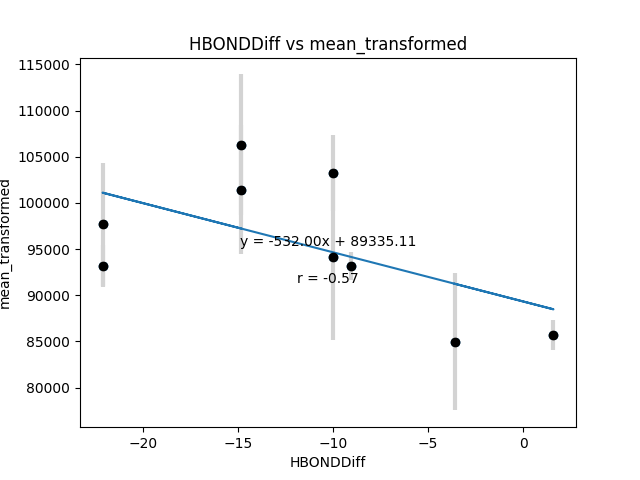 HBONDDiff vs mean_transformed
115000
110000
105000
100000
95000
90000
85000
80000
mean_transformed
y = -532.00x + 89335.11
r = -0.57
−20
−15
−10
−5
0
HBONDDiff